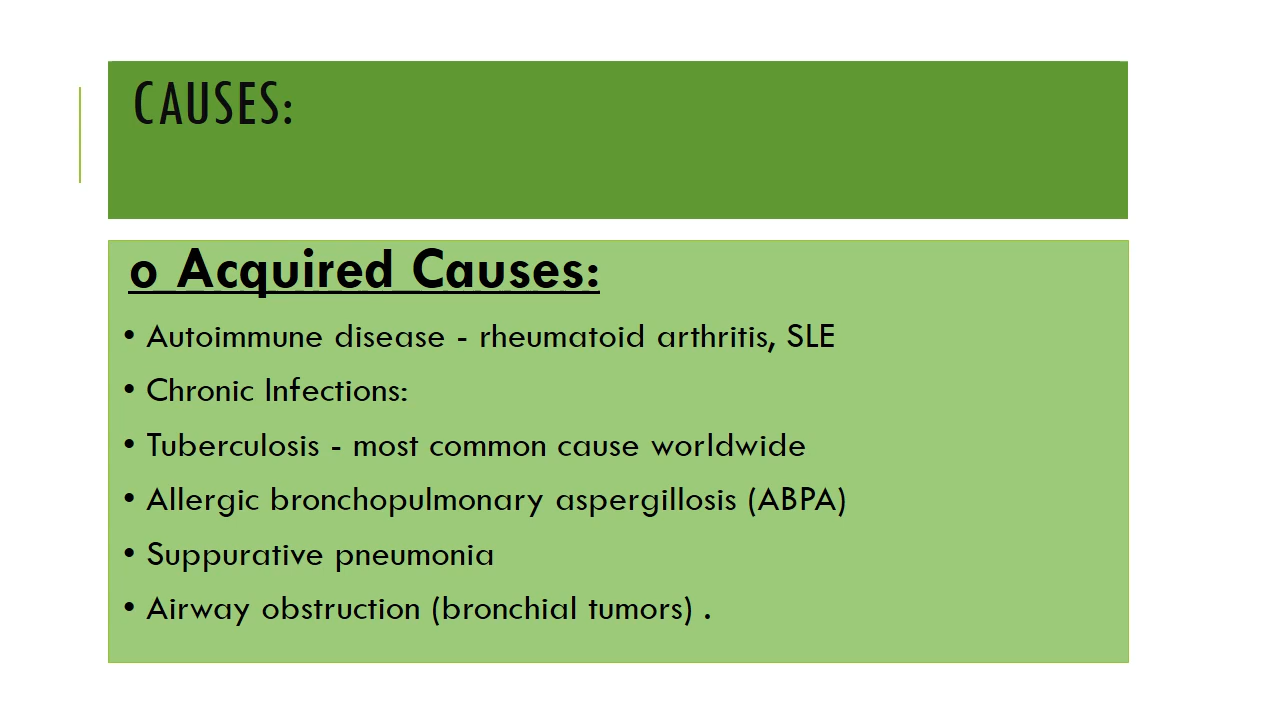 CAUSES:
o Acquired Causes:
• Autoimmune disease - rheumatoid arthritis, SLE
• Chronic Infections:
• Tuberculosis - most common cause worldwide
• Allergic bronchopulmonary aspergillosis (ABPA)
• Suppurative pneumonia
• Airway obstruction (bronchial tumors) .